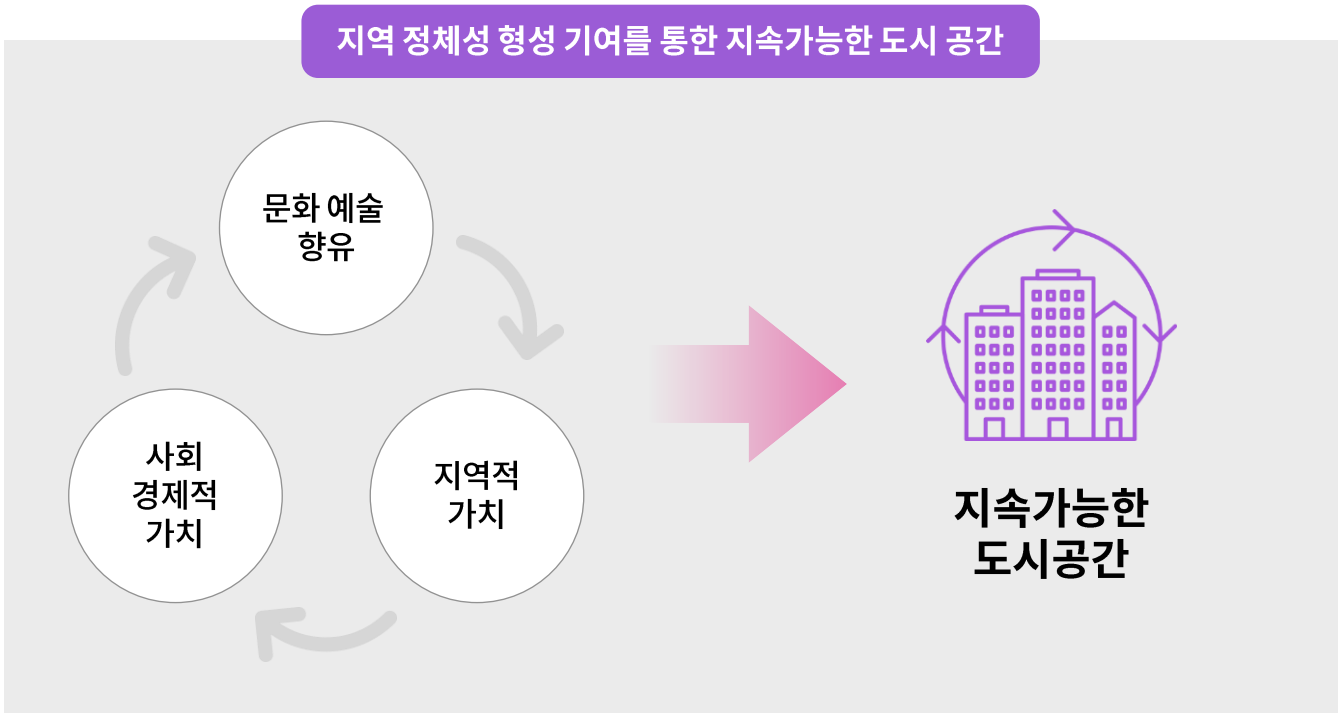 지역 정체성 형성 기여를 통한 지속가능한 도시 공간
문화 예술
향유
사회
경제적
가치
지역적
가치
지속가능한
도시공간